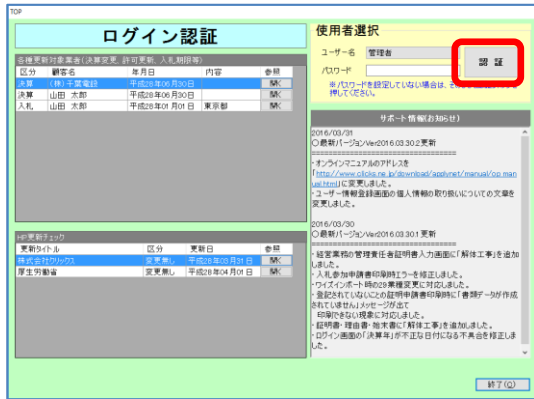 TOP
ログイン認証
使用者選択
ユーザー名 管理者
パスワード
認 証
※パスワードを設定していない場合は、そ
押してください。
各種更新対象業者(決算変更、許可更新、入札期限等)
区分 顧客名 年月日 内容 参照
決算 (株)千葉電設 平成28年06月30日 開く
決算 山田 太郎 平成28年06月30日 開く
入札 山田 太郎 平成28年01月01日 東京都 開く
HP更新チェック
更新タイトル 区分 更新日 参照
株式会社クリックス 変更無し 平成28年03月31日 開く
厚生労働省 変更無し 平成28年04月01日 開く
サポート情報(お知らせ)
2016/03/31
〇最新バージョンVer2016.03.30.2更新
================================
・オンラインマニュアルのアドレスを
「http://www.clicks.ne.jp/download/applynet/manual/op_man
ual.html」に変更しました。
・ユーザー情報登録画面の個人情報の取り扱いについての文章を
変更しました。
2016/03/30
〇最新バージョンVer2016.03.30.1更新
================================
・経営業務の管理責任者証明書入力画面に「解体工事」を追加
しました。
・入札参加申請書印刷時エラーを修正しました。
・ワイズインポート時の29業種変更に対応しました。
・登記されていないことの証明申請書印刷時に「書類データが作成
されていません」メッセージが出て
印刷できない現象に対応しました。
・証明書・理由書・始末書に「解体工事」を追加しました。
・ログイン画面の「決算年」が不正な日付になる不具合を修正しま
した。
終了(Q)